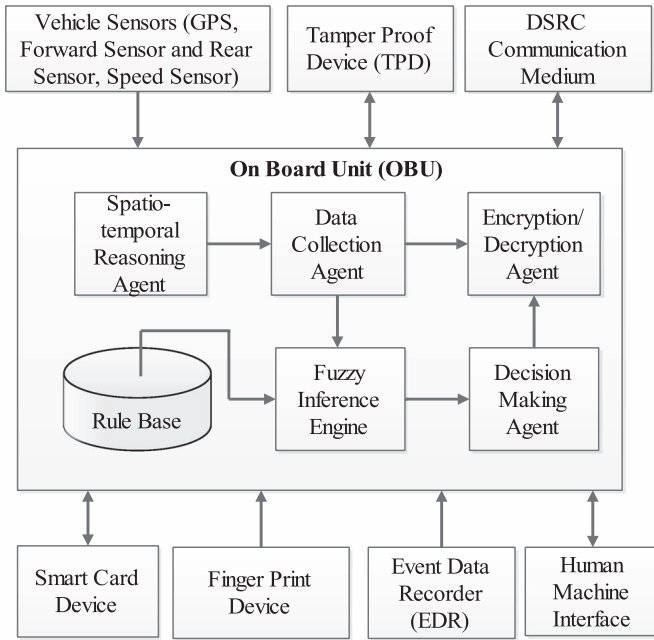 Vehicle Sensors (GPS,
Forward Sensor and Rear
Sensor, Speed Sensor)
Tamper Proof
Device (TPD)
DSRC
Communication
Medium
On Board Unit (OBU)
Spatio-
temporal
Reasoning
Agent
Data
Collection
Agent
Encryption/
Decryption
Agent
Rule Base
Fuzzy
Inference
Engine
Decision
Making
Agent
Smart Card
Device
Finger Print
Device
Event Data
Recorder
(EDR)
Human
Machine
Interface